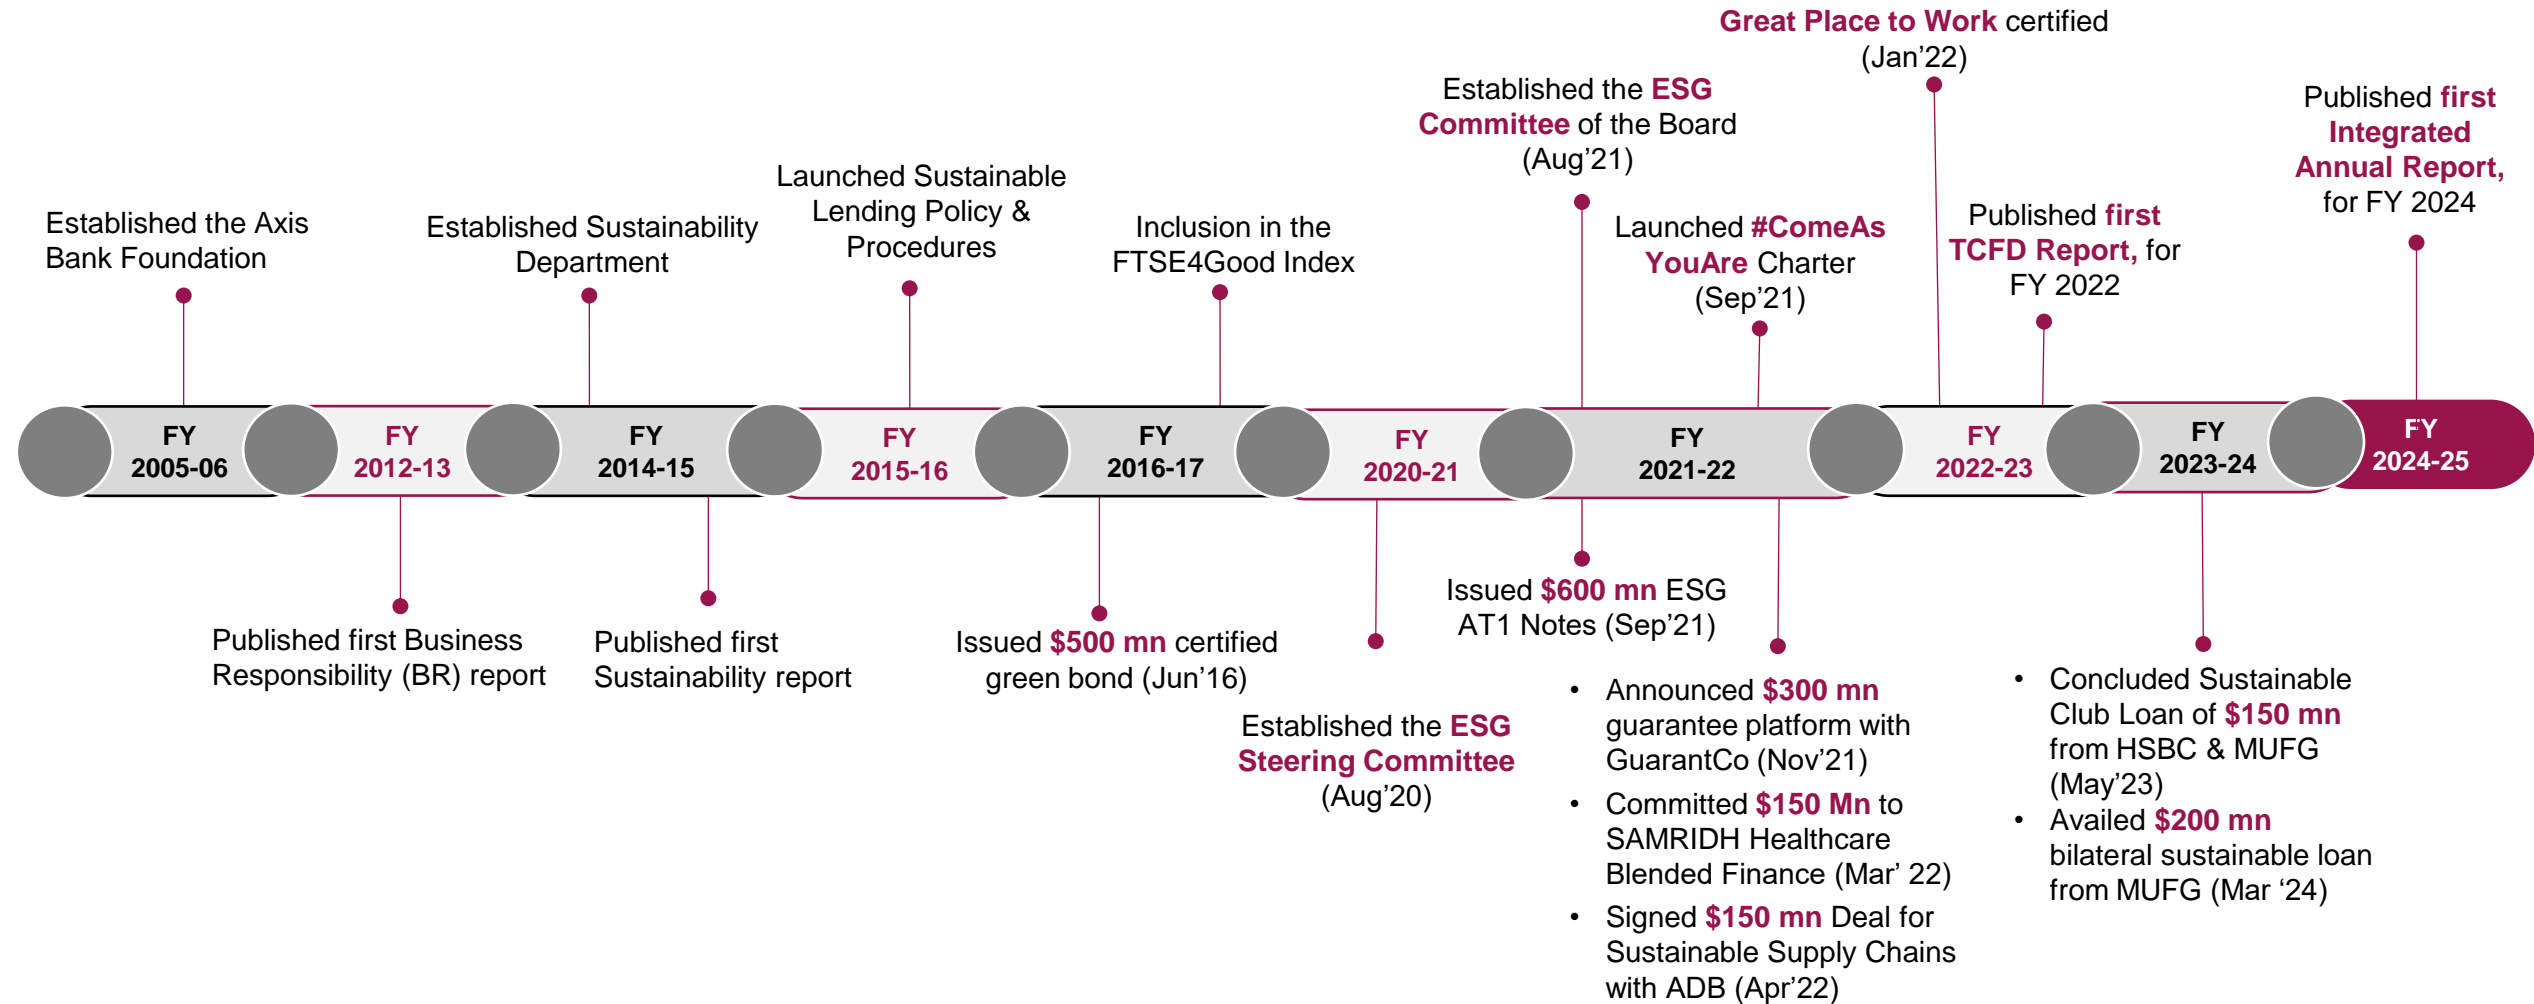 Great Place to Work certified
(Jan’22)
Established the ESG
Committee of the Board
(Aug’21)
Published first
Integrated
Annual Report,
for FY 2024
Launched Sustainable
Lending Policy &
Procedures
Established the Axis
Bank Foundation
Established Sustainability
Department
Inclusion in the
FTSE4Good Index
Launched #ComeAs
YouAre Charter
(Sep’21)
Published first
TCFD Report, for
FY 2022
FY
2005-06
FY
2012-13
FY
2014-15
FY
2015-16
FY
2016-17
FY
2020-21
FY
2021-22
FY
2022-23
FY
2023-24
FY
2024-25
Published first Business
Responsibility (BR) report
Published first
Sustainability report
Issued $500 mn certified
green bond (Jun’16)
Established the ESG
Steering Committee
(Aug’20)
Issued $600 mn ESG
AT1 Notes (Sep’21)
• Announced $300 mn
guarantee platform with
GuarantCo (Nov’21)
• Committed $150 Mn to
SAMRIDH Healthcare
Blended Finance (Mar’ 22)
• Signed $150 mn Deal for
Sustainable Supply Chains
with ADB (Apr’22)
• Concluded Sustainable
Club Loan of $150 mn
from HSBC & MUFG
(May’23)
• Availed $200 mn
bilateral sustainable loan
from MUFG (Mar ‘24)